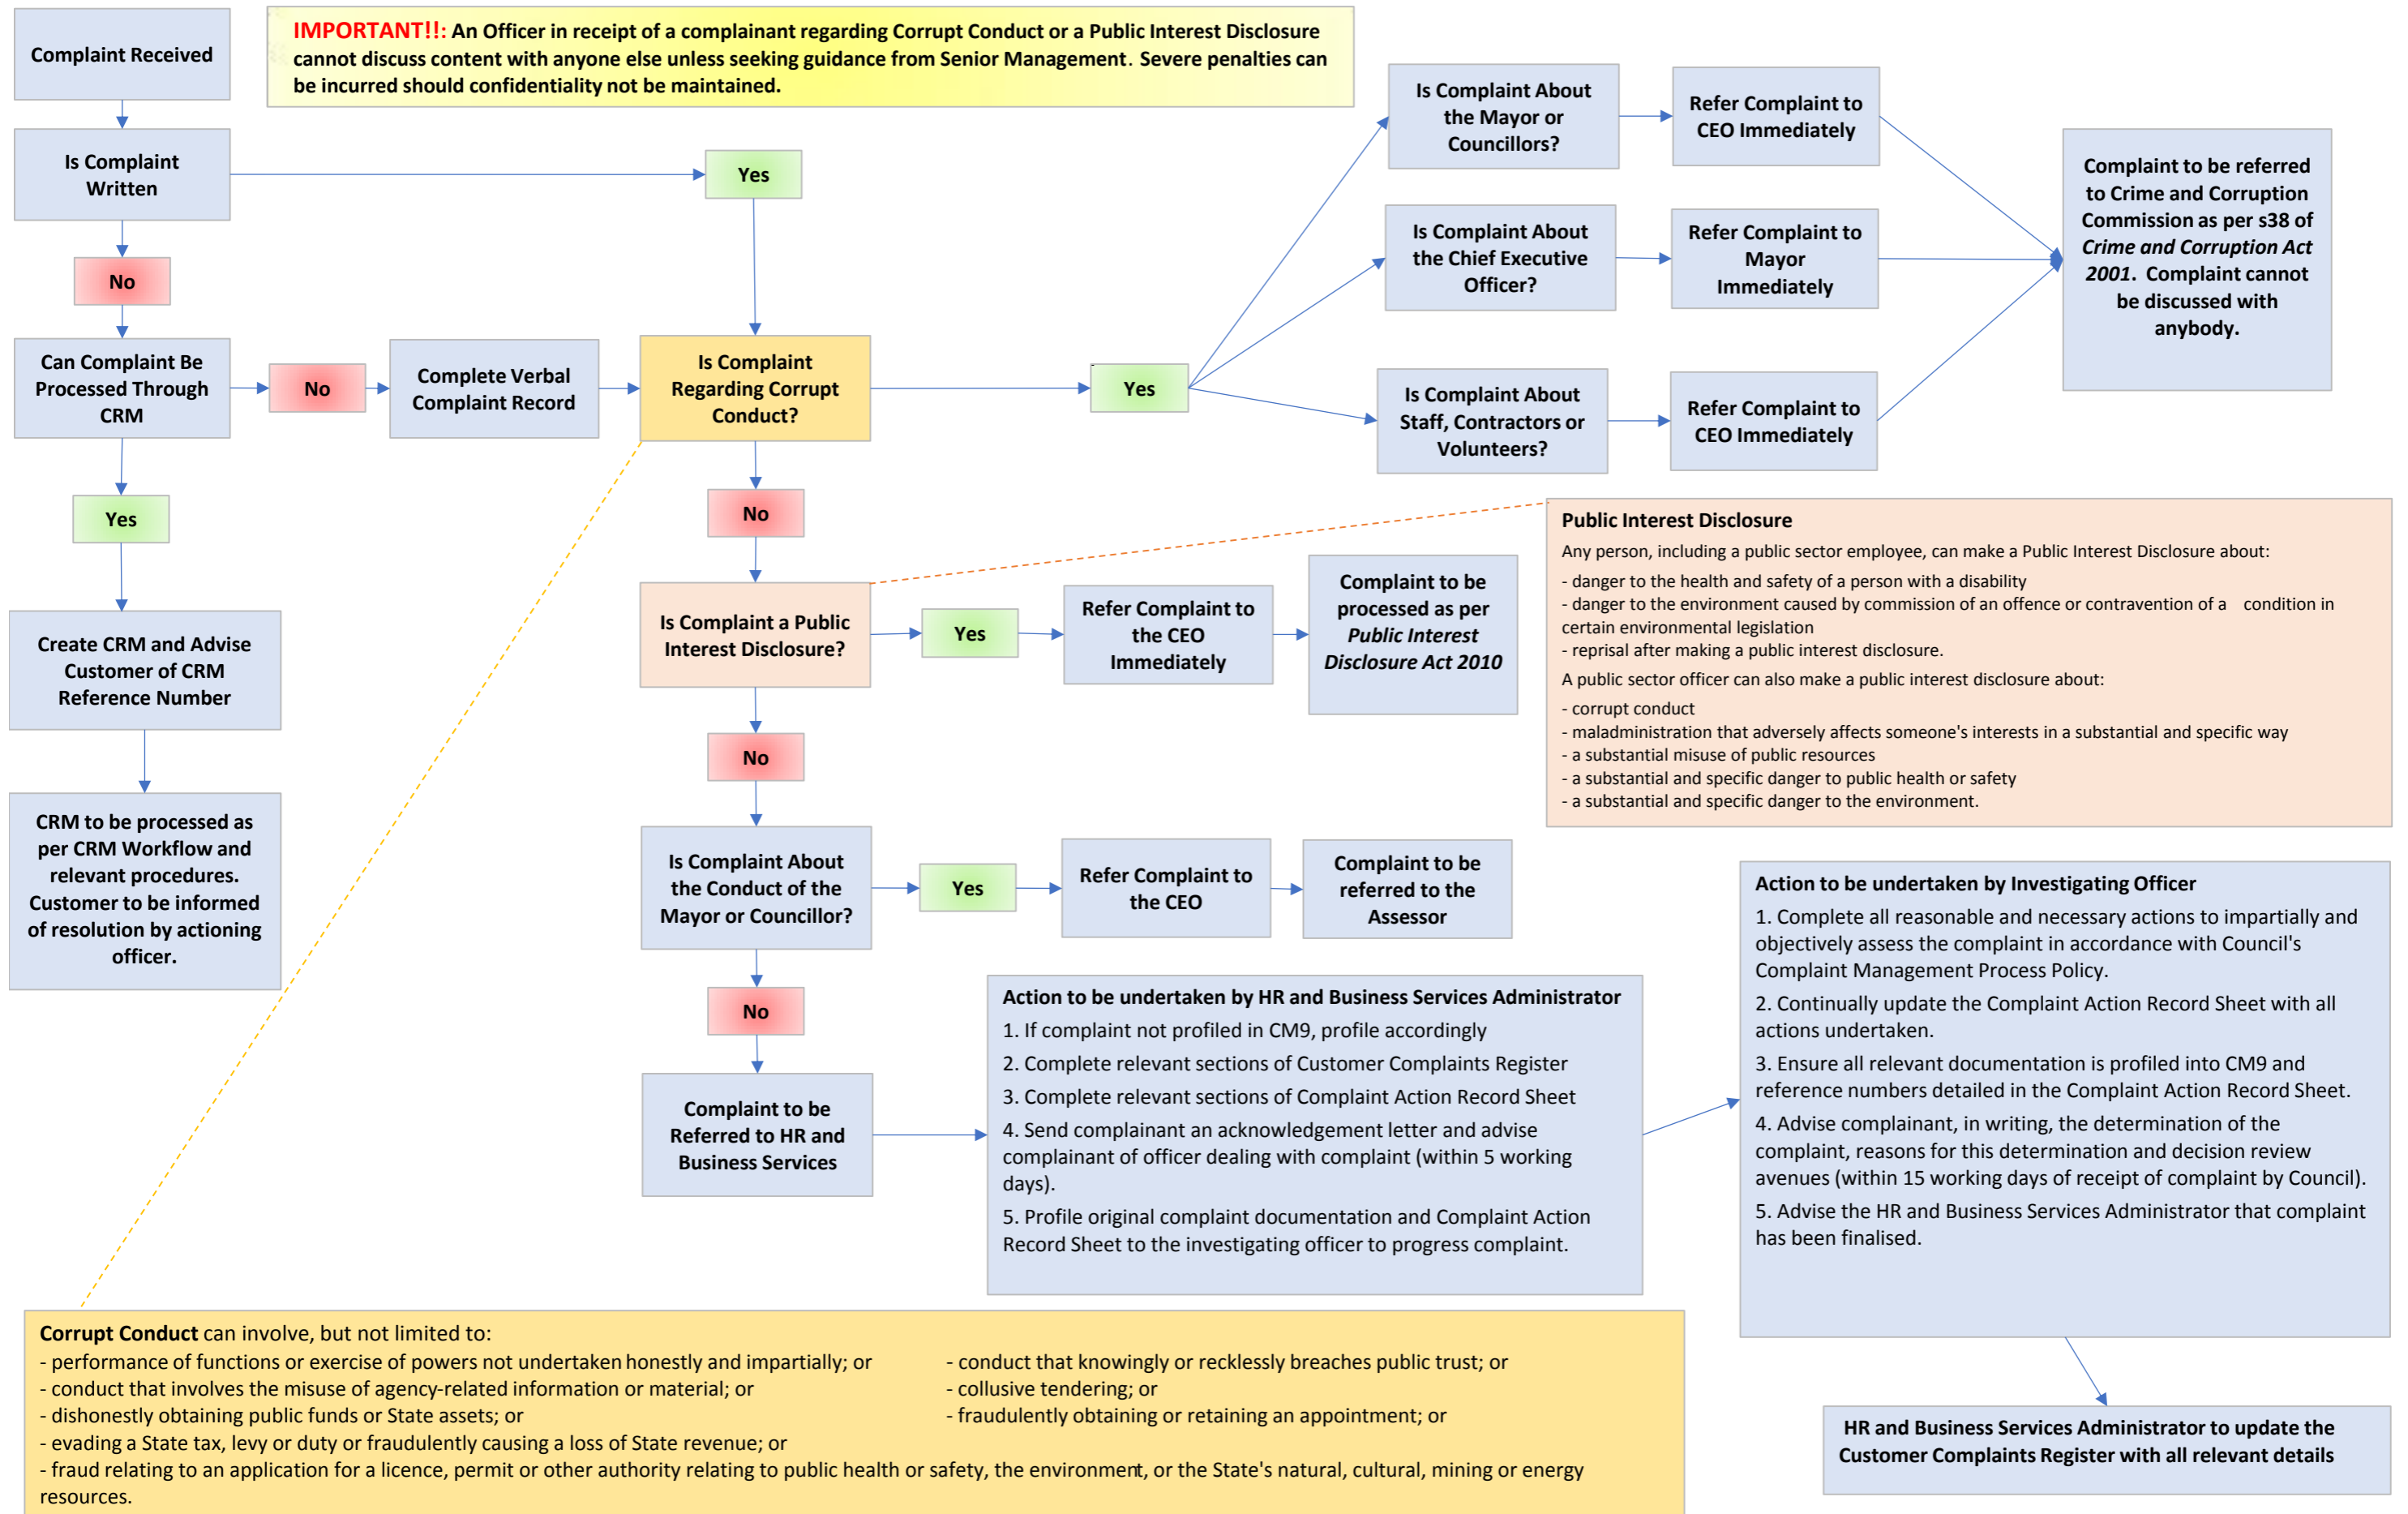 Complaint Received
IMPORTANT!!: An Officer in receipt of a complainant regarding Corrupt Conduct or a Public Interest Disclosure
cannot discuss content with anyone else unless seeking guidance from Senior Management. Severe penalties can
be incurred should confidentiality not be maintained.
Is Complaint
Written
Yes
No
Can Complaint Be
Processed Through
CRM
No
Complete Verbal
Complaint Record
Yes
Create CRM and Advise
Customer of CRM
Reference Number
CRM to be processed as
per CRM Workflow and
relevant procedures.
Customer to be informed
of resolution by actioning
officer.
Is Complaint
Regarding Corrupt
Conduct?
Yes
Is Complaint About
the Mayor or
Councillors?
Refer Complaint to
CEO Immediately
Is Complaint About
the Chief Executive
Officer?
Refer Complaint to
Mayor
Immediately
Is Complaint About
Staff, Contractors or
Volunteers?
Refer Complaint to
CEO Immediately
Complaint to be referred
to Crime and Corruption
Commission as per s38 of
Crime and Corruption Act
2001. Complaint cannot
be discussed with
anybody.
No
Is Complaint a Public
Interest Disclosure?
Yes
Refer Complaint to
the CEO
Immediately
Complaint to be
processed as per
Public Interest
Disclosure Act 2010
Public Interest Disclosure
Any person, including a public sector employee, can make a Public Interest Disclosure about:
- danger to the health and safety of a person with a disability
- danger to the environment caused by commission of an offence or contravention of a condition in
certain environmental legislation
- reprisal after making a public interest disclosure.
A public sector officer can also make a public interest disclosure about:
- corrupt conduct
- maladministration that adversely affects someone's interests in a substantial and specific way
- a substantial misuse of public resources
- a substantial and specific danger to public health or safety
- a substantial and specific danger to the environment.
No
Is Complaint About
the Conduct of the
Mayor or Councillor?
Yes
Refer Complaint to
the CEO
Complaint to be
referred to the
Assessor
No
Complaint to be
Referred to HR and
Business Services
Action to be undertaken by HR and Business Services Administrator
1. If complaint not profiled in CM9, profile accordingly
2. Complete relevant sections of Customer Complaints Register
3. Complete relevant sections of Complaint Action Record Sheet
4. Send complainant an acknowledgement letter and advise
complainant of officer dealing with complaint (within 5 working
days).
5. Profile original complaint documentation and Complaint Action
Record Sheet to the investigating officer to progress complaint.
Action to be undertaken by Investigating Officer
1. Complete all reasonable and necessary actions to impartially and
objectively assess the complaint in accordance with Council's
Complaint Management Process Policy.
2. Continually update the Complaint Action Record Sheet with all
actions undertaken.
3. Ensure all relevant documentation is profiled into CM9 and
reference numbers detailed in the Complaint Action Record Sheet.
4. Advise complainant, in writing, the determination of the
complaint, reasons for this determination and decision review
avenues (within 15 working days of receipt of complaint by Council).
5. Advise the HR and Business Services Administrator that complaint
has been finalised.
HR and Business Services Administrator to update the
Customer Complaints Register with all relevant details
Corrupt Conduct can involve, but not limited to:
- performance of functions or exercise of powers not undertaken honestly and impartially; or
- conduct that involves the misuse of agency-related information or material; or
- dishonestly obtaining public funds or State assets; or
- evading a State tax, levy or duty or fraudulently causing a loss of State revenue; or
- conduct that knowingly or recklessly breaches public trust; or
- collusive tendering; or
- fraudulently obtaining or retaining an appointment; or
- fraud relating to an application for a licence, permit or other authority relating to public health or safety, the environment, or the State's natural, cultural, mining or energy
resources.